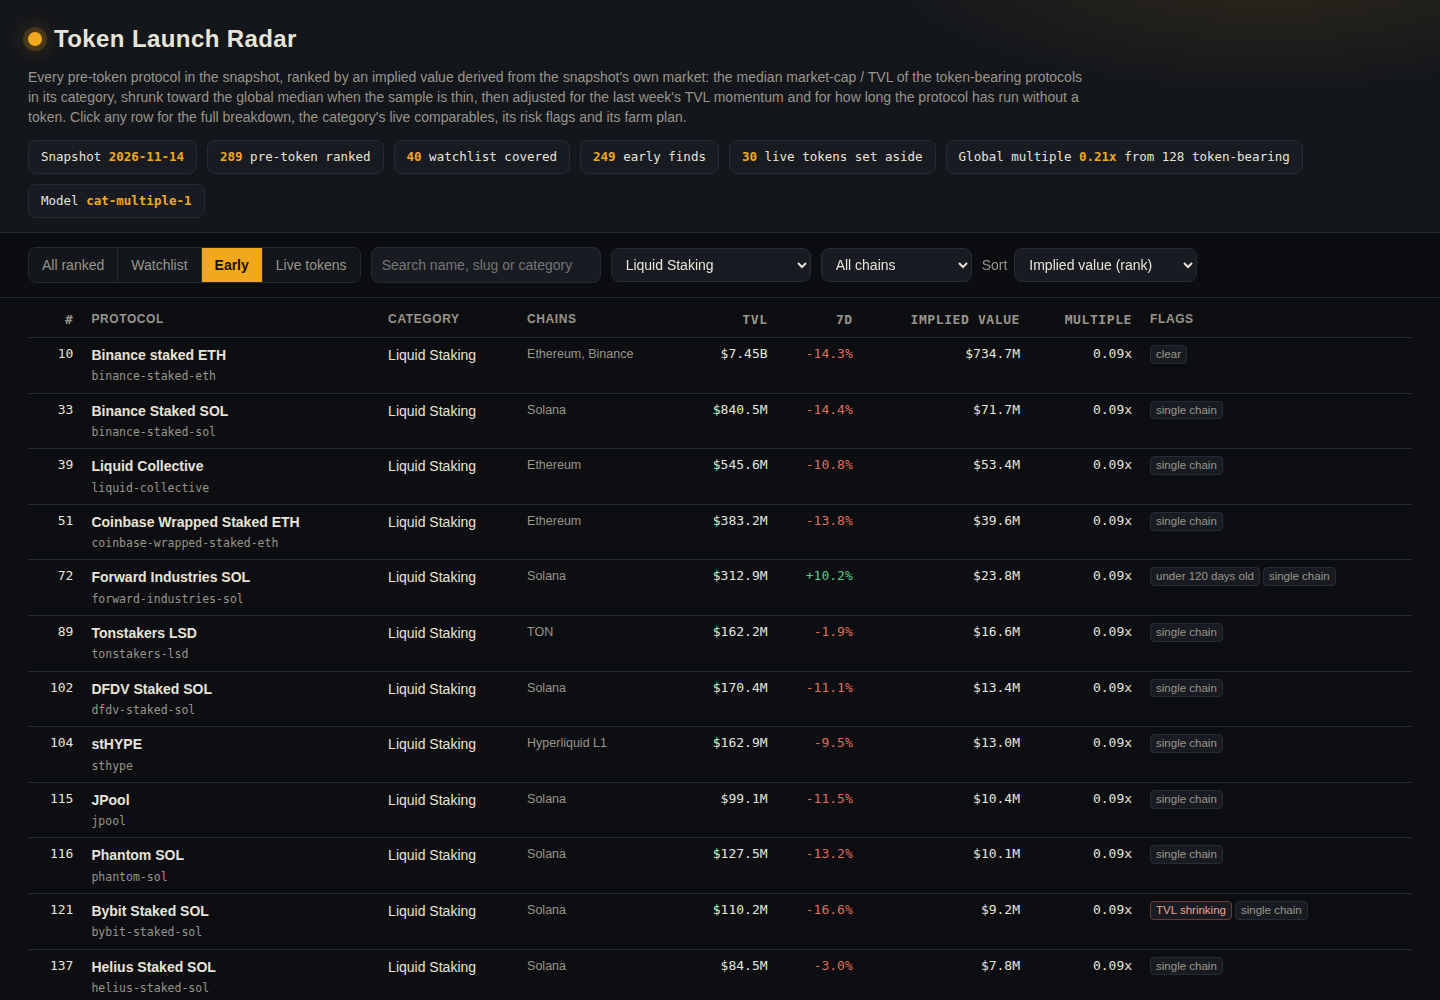 Token Launch Radar
Every pre-token protocol in the snapshot, ranked by an implied value derived from the snapshot's own market: the median market-cap / TVL of the token-bearing protocols
in its category, shrunk toward the global median when the sample is thin, then adjusted for the last week's TVL momentum and for how long the protocol has run without a
token. Click any row for the full breakdown, the category's live comparables, its risk flags and its farm plan.
Snapshot 2026-11-14 289 pre-token ranked 40 watchlist covered 249 early finds 30 live tokens set aside Global multiple 0.21x from 128 token-bearing
Model cat-multiple-1
All ranked Watchlist Early Live tokens Search name, slug or category Liquid Staking All chains Sort Implied value (rank)
# PROTOCOL CATEGORY CHAINS TVL 7D IMPLIED VALUE MULTIPLE FLAGS
10 Binance staked ETH Liquid Staking Ethereum, Binance $7.45B -14.3% $734.7M 0.09x clear
binance-staked-eth
33 Binance Staked SOL Liquid Staking Solana $840.5M -14.4% $71.7M 0.09x single chain
binance-staked-sol
39 Liquid Collective Liquid Staking Ethereum $545.6M -10.8% $53.4M 0.09x single chain
liquid-collective
51 Coinbase Wrapped Staked ETH Liquid Staking Ethereum $383.2M -13.8% $39.6M 0.09x single chain
coinbase-wrapped-staked-eth
72 Forward Industries SOL Liquid Staking Solana $312.9M +10.2% $23.8M 0.09x under 120 days old single chain
forward-industries-sol
89 Tonstakers LSD Liquid Staking TON $162.2M -1.9% $16.6M 0.09x single chain
tonstakers-lsd
102 DFDV Staked SOL Liquid Staking Solana $170.4M -11.1% $13.4M 0.09x single chain
dfdv-staked-sol
104 stHYPE Liquid Staking Hyperliquid L1 $162.9M -9.5% $13.0M 0.09x single chain
sthype
115 JPool Liquid Staking Solana $99.1M -11.5% $10.4M 0.09x single chain
jpool
116 Phantom SOL Liquid Staking Solana $127.5M -13.2% $10.1M 0.09x single chain
phantom-sol
121 Bybit Staked SOL Liquid Staking Solana $110.2M -16.6% $9.2M 0.09x TVL shrinking single chain
bybit-staked-sol
137 Helius Staked SOL Liquid Staking Solana $84.5M -3.0% $7.8M 0.09x single chain
helius-staked-sol